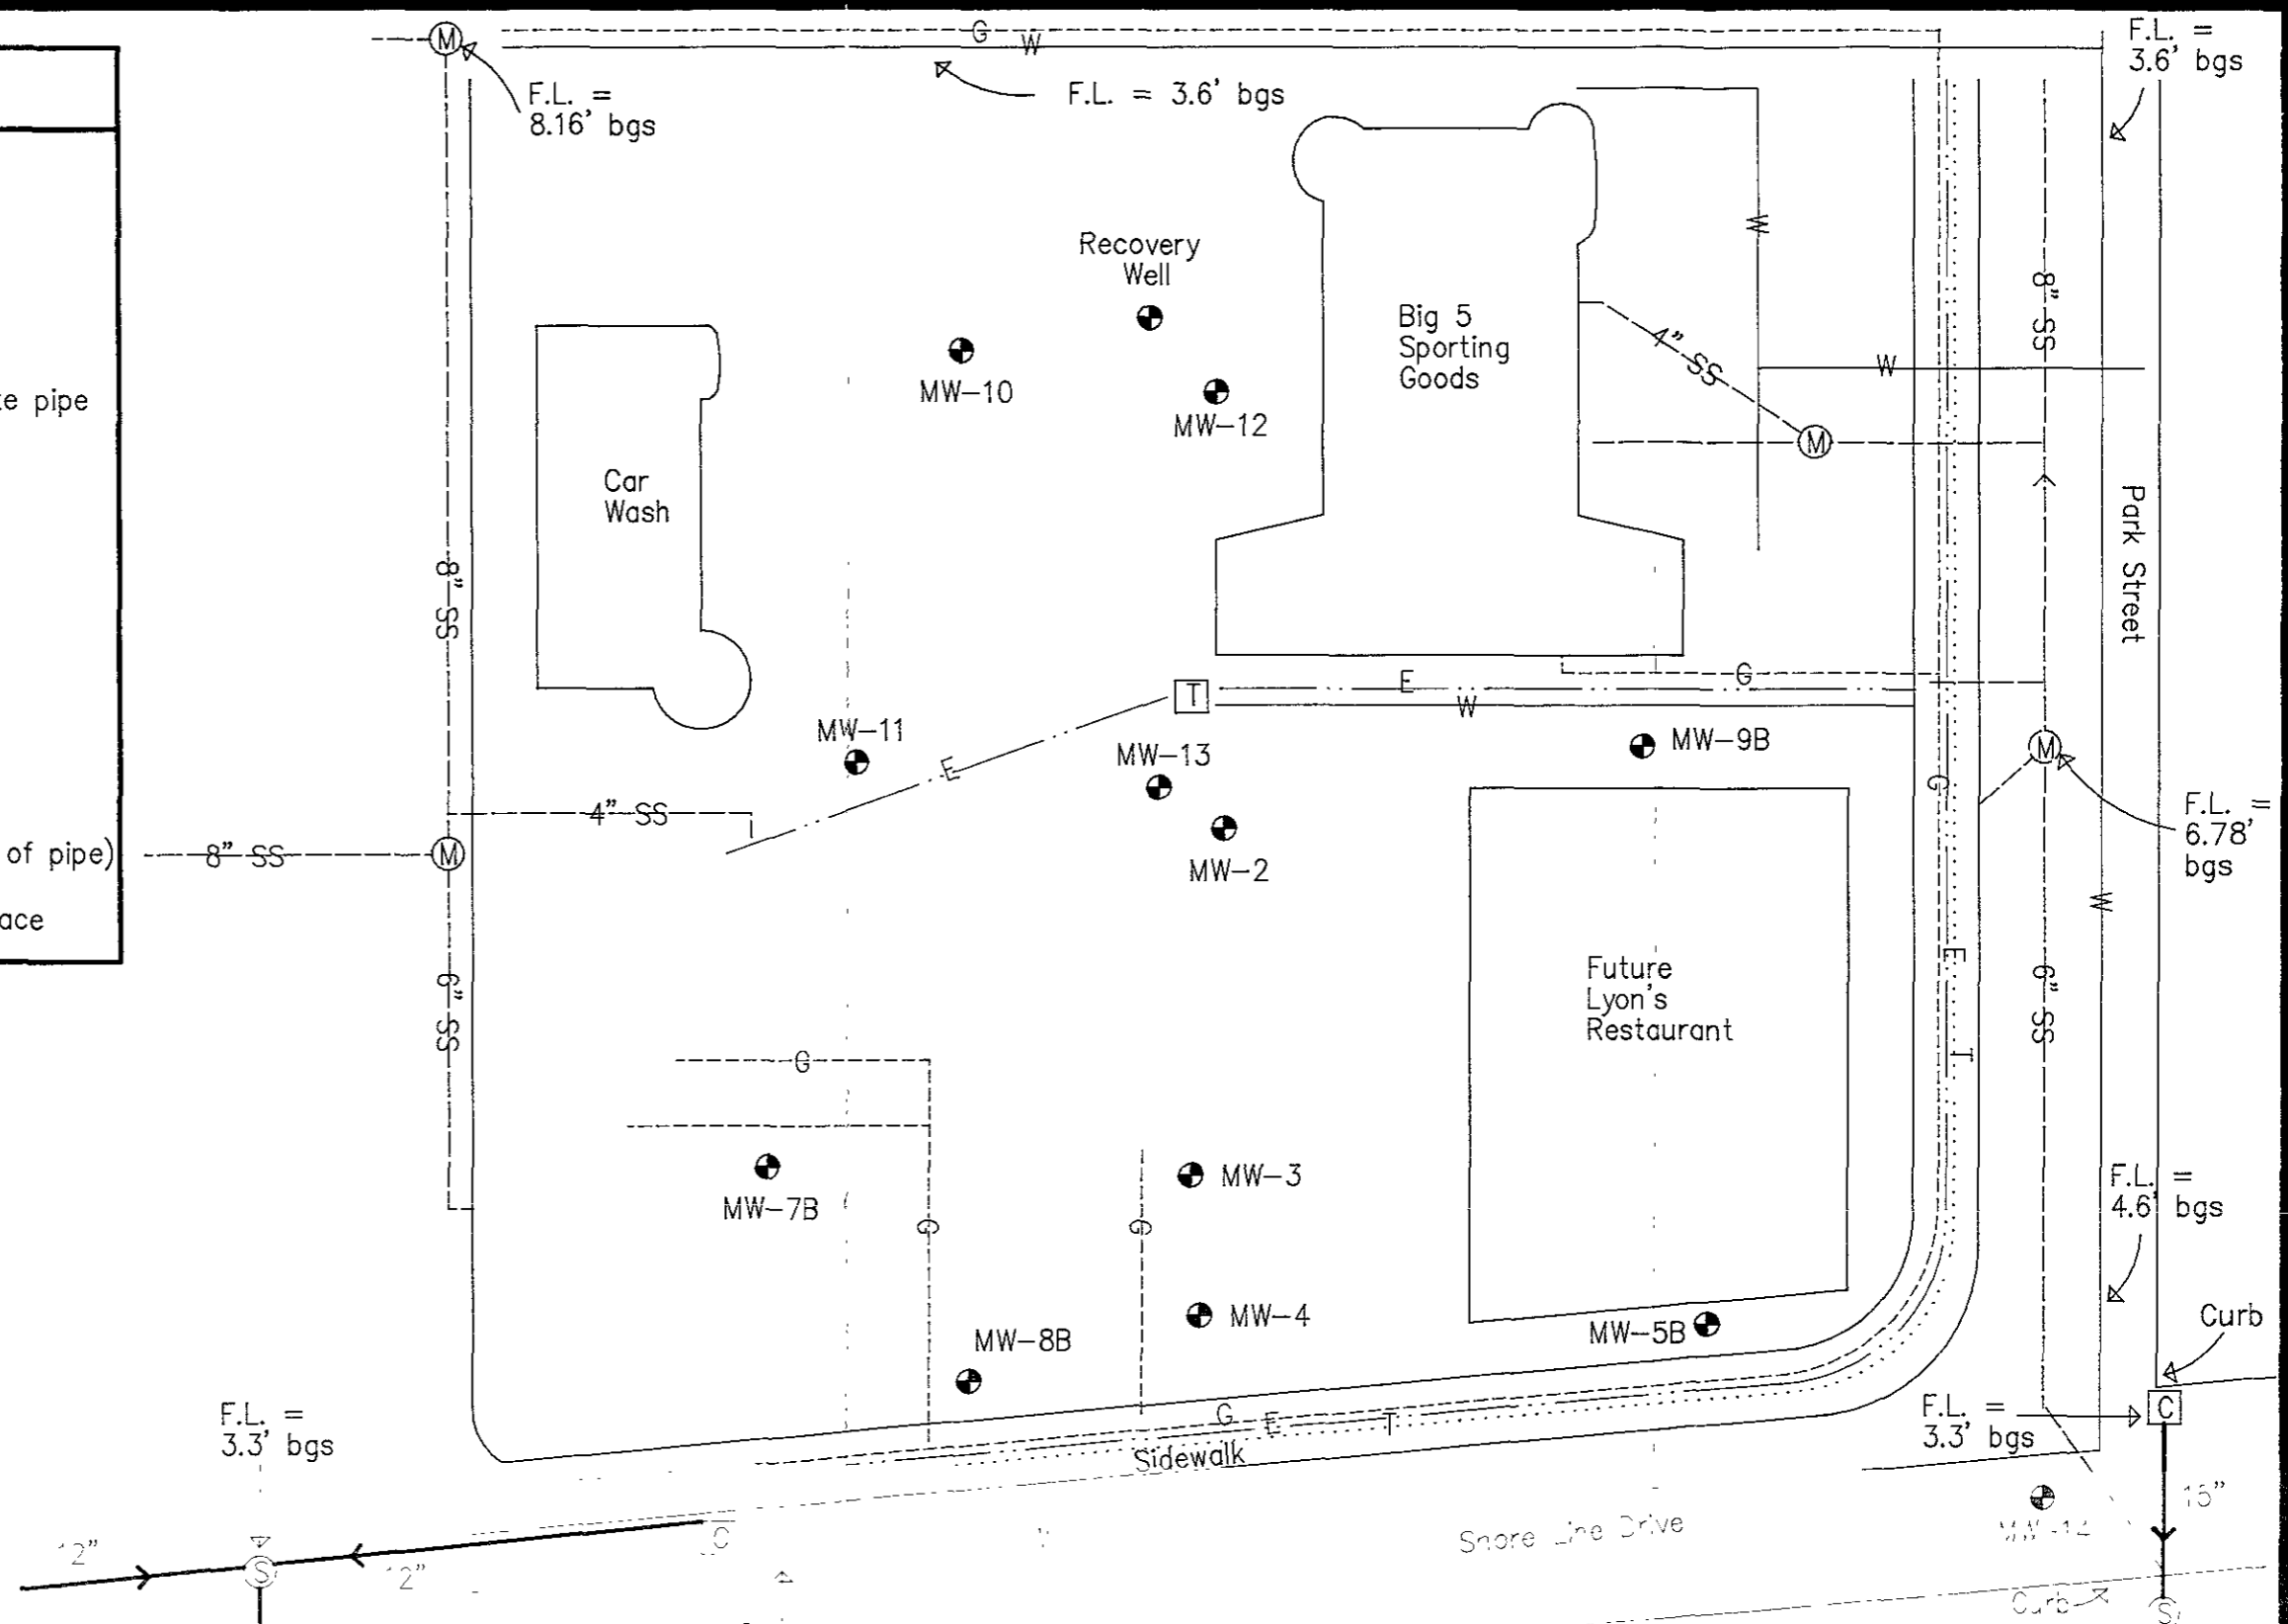 M
G
W
F.L. =
8.16' bgs
F.L. = 3.6' bgs
F.L. =
3.6' bgs
Recovery
Well
W
8" SS
Big 5
Sporting
Goods
4" SS
W
MW-10
MW-12
pipe
M
Car
Wash
Park Street
8" SS
E
G
T
W
MW-11
MW-13
MW-9B
M
E
G
4" SS
F.L. =
6.78'
bgs
of pipe)
8" SS
M
MW-2
W
Future
Lyon's
Restaurant
E
6" SS
6" SS
T
G
MW-3
F.L. =
4.6' bgs
MW-7B
G
G
MW-4
MW-5B
Curb
MW-8B
F.L. =
3.3' bgs
G
E
T
F.L. =
3.3' bgs
C
Sidewalk
15"
C
Drive
12"
12"
S
Curb
S